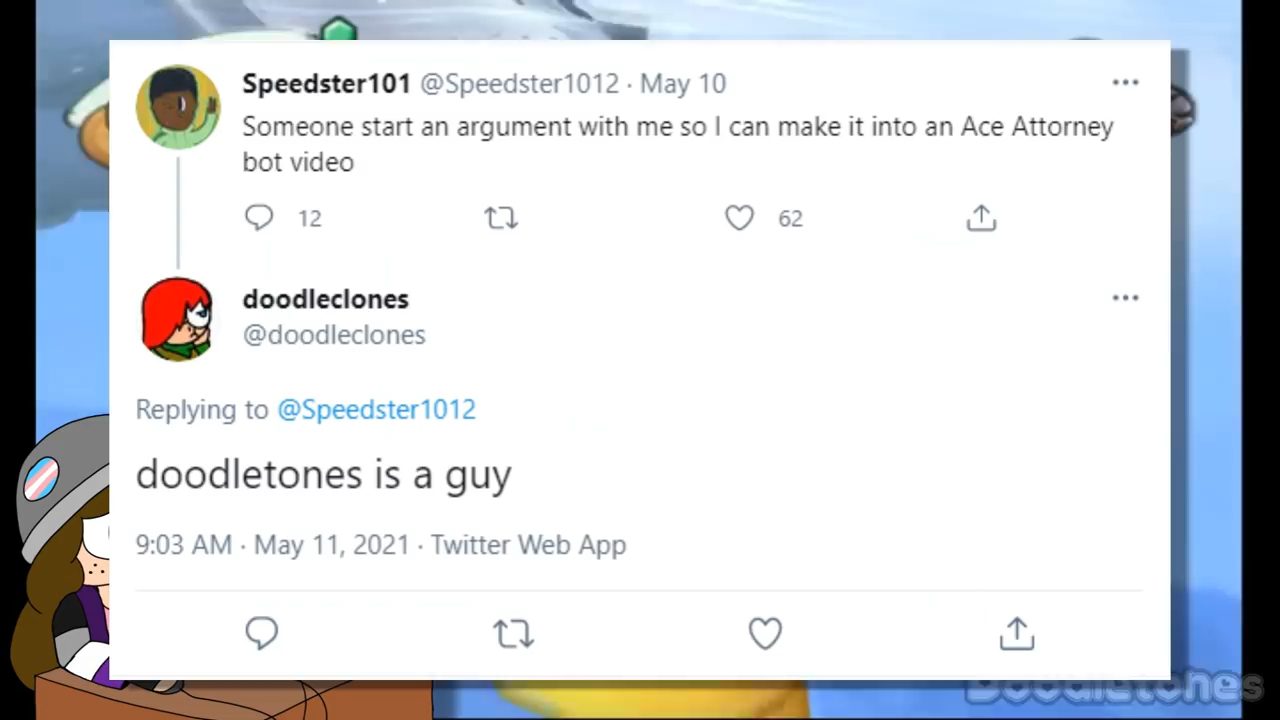 Speedster101 @Speedster1012 · May 10
Someone start an argument with me so I can make it into an Ace Attorney
bot video
12 62
doodleclones
@doodleclones
Replying to @Speedster1012
doodletones is a guy
9:03 AM · May 11, 2021 · Twitter Web App
Doodletones